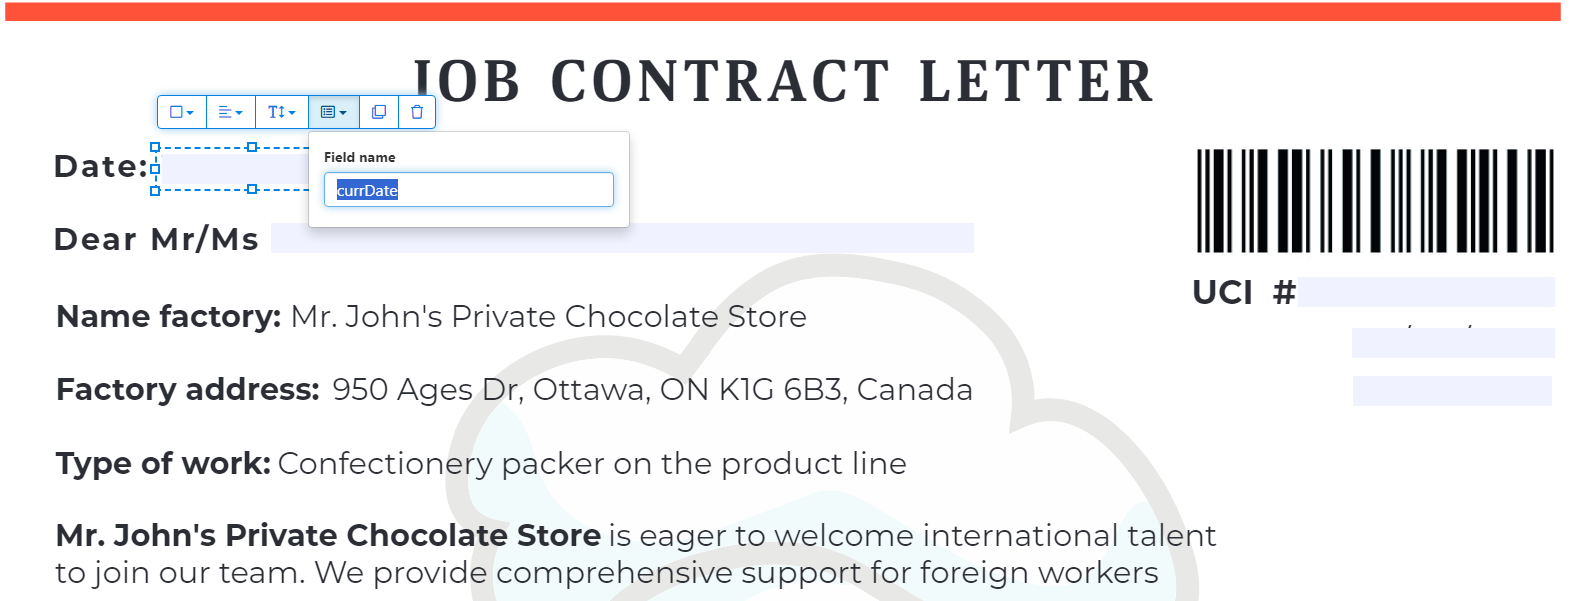 JOB CONTRACT LETTER
Date:
Field name
currDate
Dear Mr/Ms
UCI #
Name factory: Mr. John's Private Chocolate Store
Factory address: 950 Ages Dr, Ottawa, ON K1G 6B3, Canada
Type of work: Confectionery packer on the product line
Mr. John's Private Chocolate Store is eager to welcome international talent
to join our team. We provide comprehensive support for foreign workers